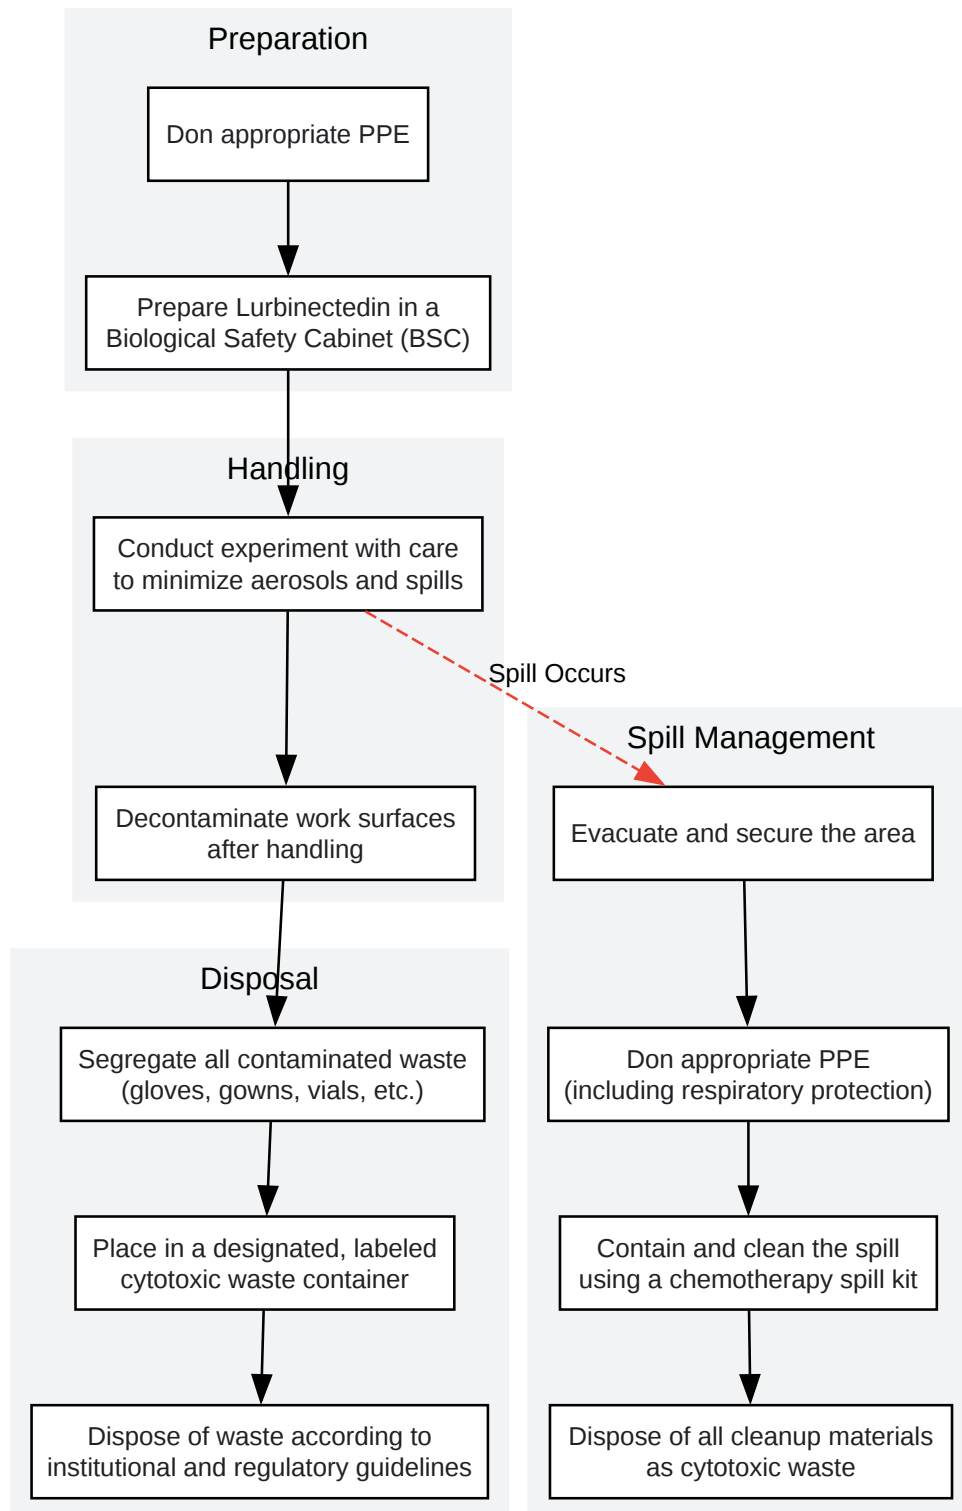 Preparation
Don appropriate PPE
Prepare Lurbinectedin in a
Biological Safety Cabinet (BSC)
Handling
Conduct experiment with care
to minimize aerosols and spills
Spill Occurs
Decontaminate work surfaces
after handling
Spill Management
Evacuate and secure the area
Don appropriate PPE
(including respiratory protection)
Contain and clean the spill
using a chemotherapy spill kit
Dispose of all cleanup materials
as cytotoxic waste
Disposal
Segregate all contaminated waste
(gloves, gowns, vials, etc.)
Place in a designated, labeled
cytotoxic waste container
Dispose of waste according to
institutional and regulatory guidelines